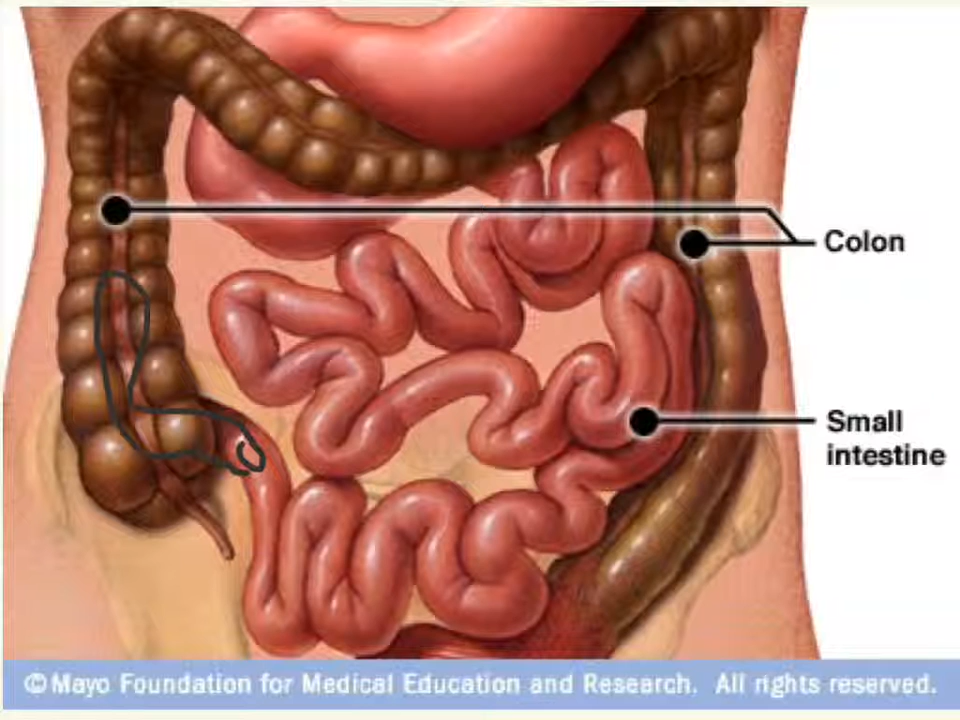 Colon
Small
intestine
©Mayo Foundation for Medical Education and Research. All rights reserved.